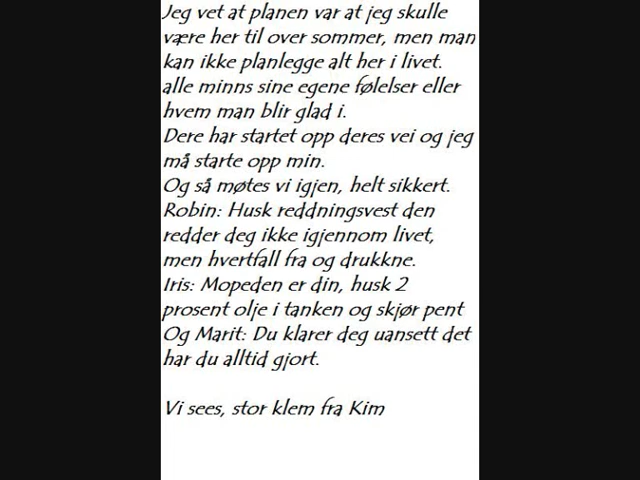 Jeg vet at planen var at jeg skulle
være her til over sommer, men man
kan ikke planlegge alt her i livet.
alle minns sine egene følelser eller
hvem man blir glad i.
Dere har startet opp deres vei og jeg
må starte opp min.
Og så møtes vi igjen, helt sikkert.
Robin: Husk reddningsvest den
redder deg ikke igjennom livet,
men hvertfall fra og drukkne.
Iris: Mopeden er din, husk 2
prosent olje i tanken og skjør pent
Og Marit: Du klarer deg uansett det
har du alltid gjort.
Vi sees, stor klem fra Kim